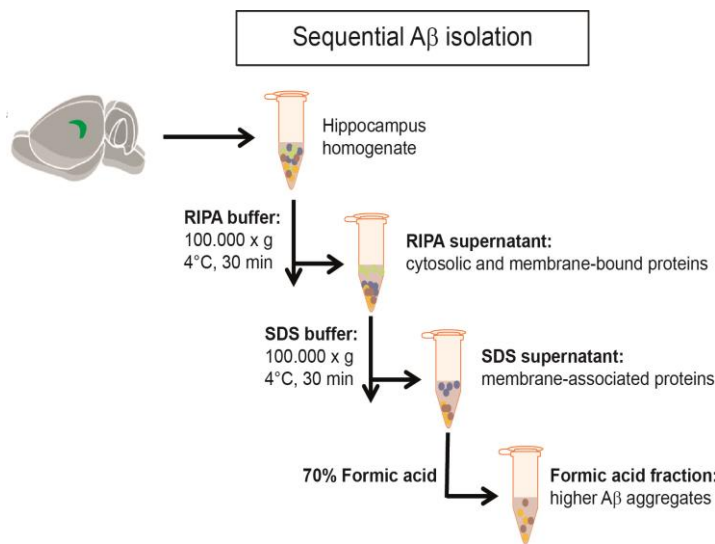 Sequential Aβ isolation
Hippocampus
homogenate
RIPA buffer:
100.000 x g
4°C, 30 min
RIPA supernatant:
cytosolic and membrane-bound proteins
SDS buffer:
100.000 x g
4°C, 30 min
SDS supernatant:
membrane-associated proteins
70% Formic acid
Formic acid fraction:
higher Aβ aggregates